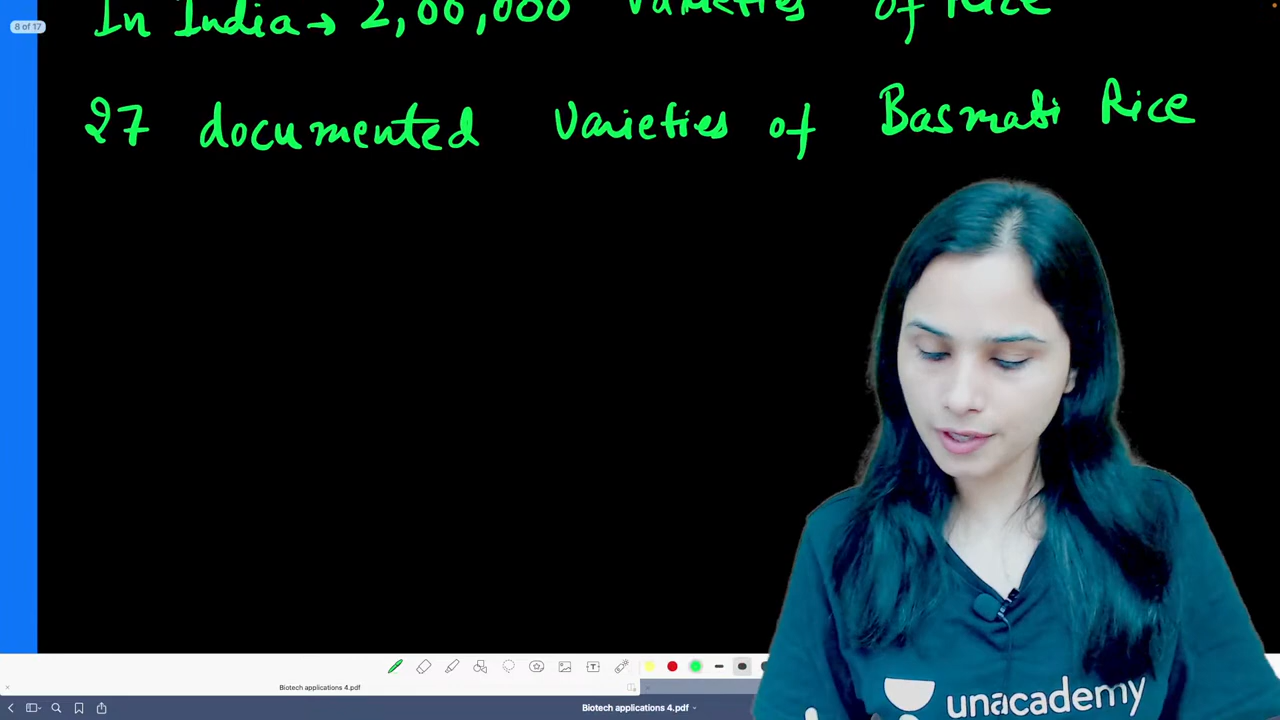 8 of 17
In India → 2,00,000 varieties of Rice
27 documented varieties of Basmati Rice
unacademy
Biotech applications 4.pdf
Biotech applications 4.pdf